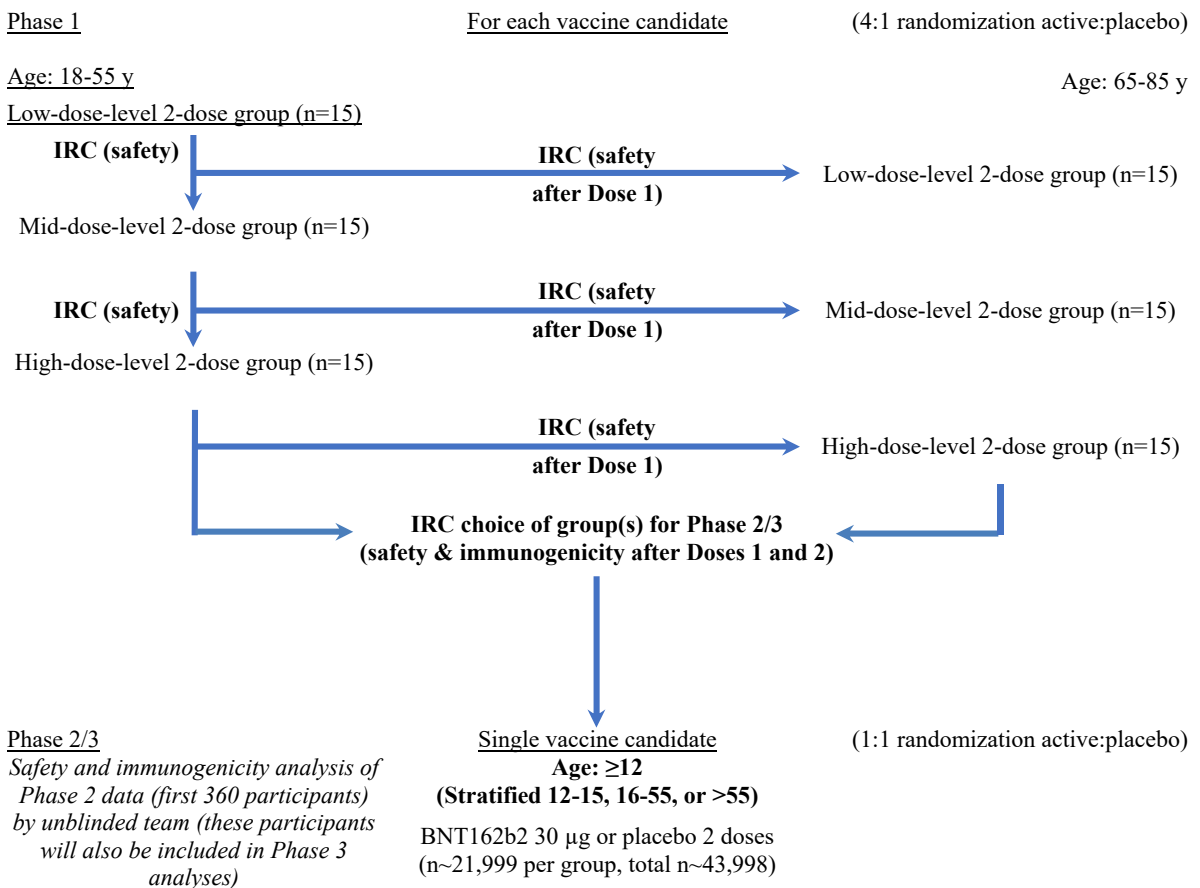 Phase 1 For each vaccine candidate (4:1 randomization active:placebo)
Age: 18-55 y Age: 65-85 y
Low-dose-level 2-dose group (n=15)
IRC (safety) IRC (safety
after Dose 1) Low-dose-level 2-dose group (n=15)
Mid-dose-level 2-dose group (n=15)
IRC (safety) IRC (safety
after Dose 1) Mid-dose-level 2-dose group (n=15)
High-dose-level 2-dose group (n=15)
IRC (safety
after Dose 1) High-dose-level 2-dose group (n=15)
IRC choice of group(s) for Phase 2/3
(safety & immunogenicity after Doses 1 and 2)
Phase 2/3 Single vaccine candidate (1:1 randomization active:placebo)
Safety and immunogenicity analysis of
Phase 2 data (first 360 participants)
by unblinded team (these participants
will also be included in Phase 3
analyses)
Age: ≥12
(Stratified 12-15, 16-55, or >55)
BNT162b2 30 µg or placebo 2 doses
(n~21,999 per group, total n~43,998)